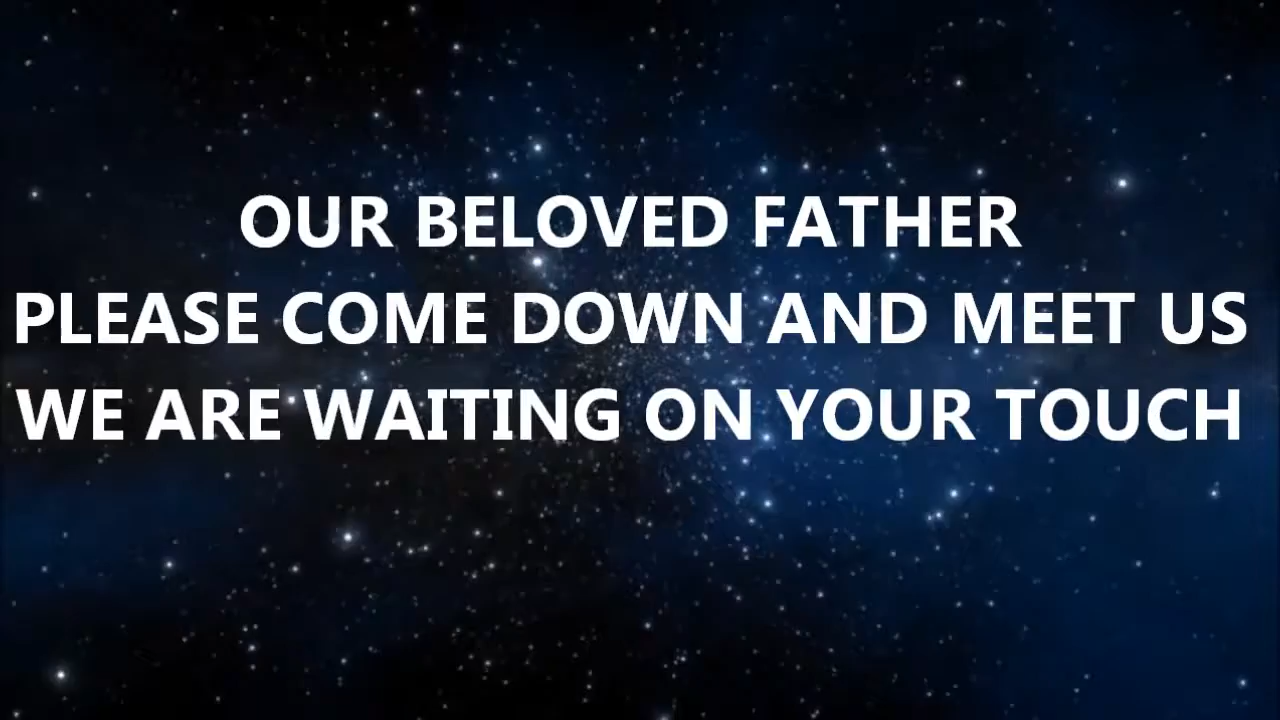 OUR BELOVED FATHER
PLEASE COME DOWN AND MEET US
WE ARE WAITING ON YOUR TOUCH